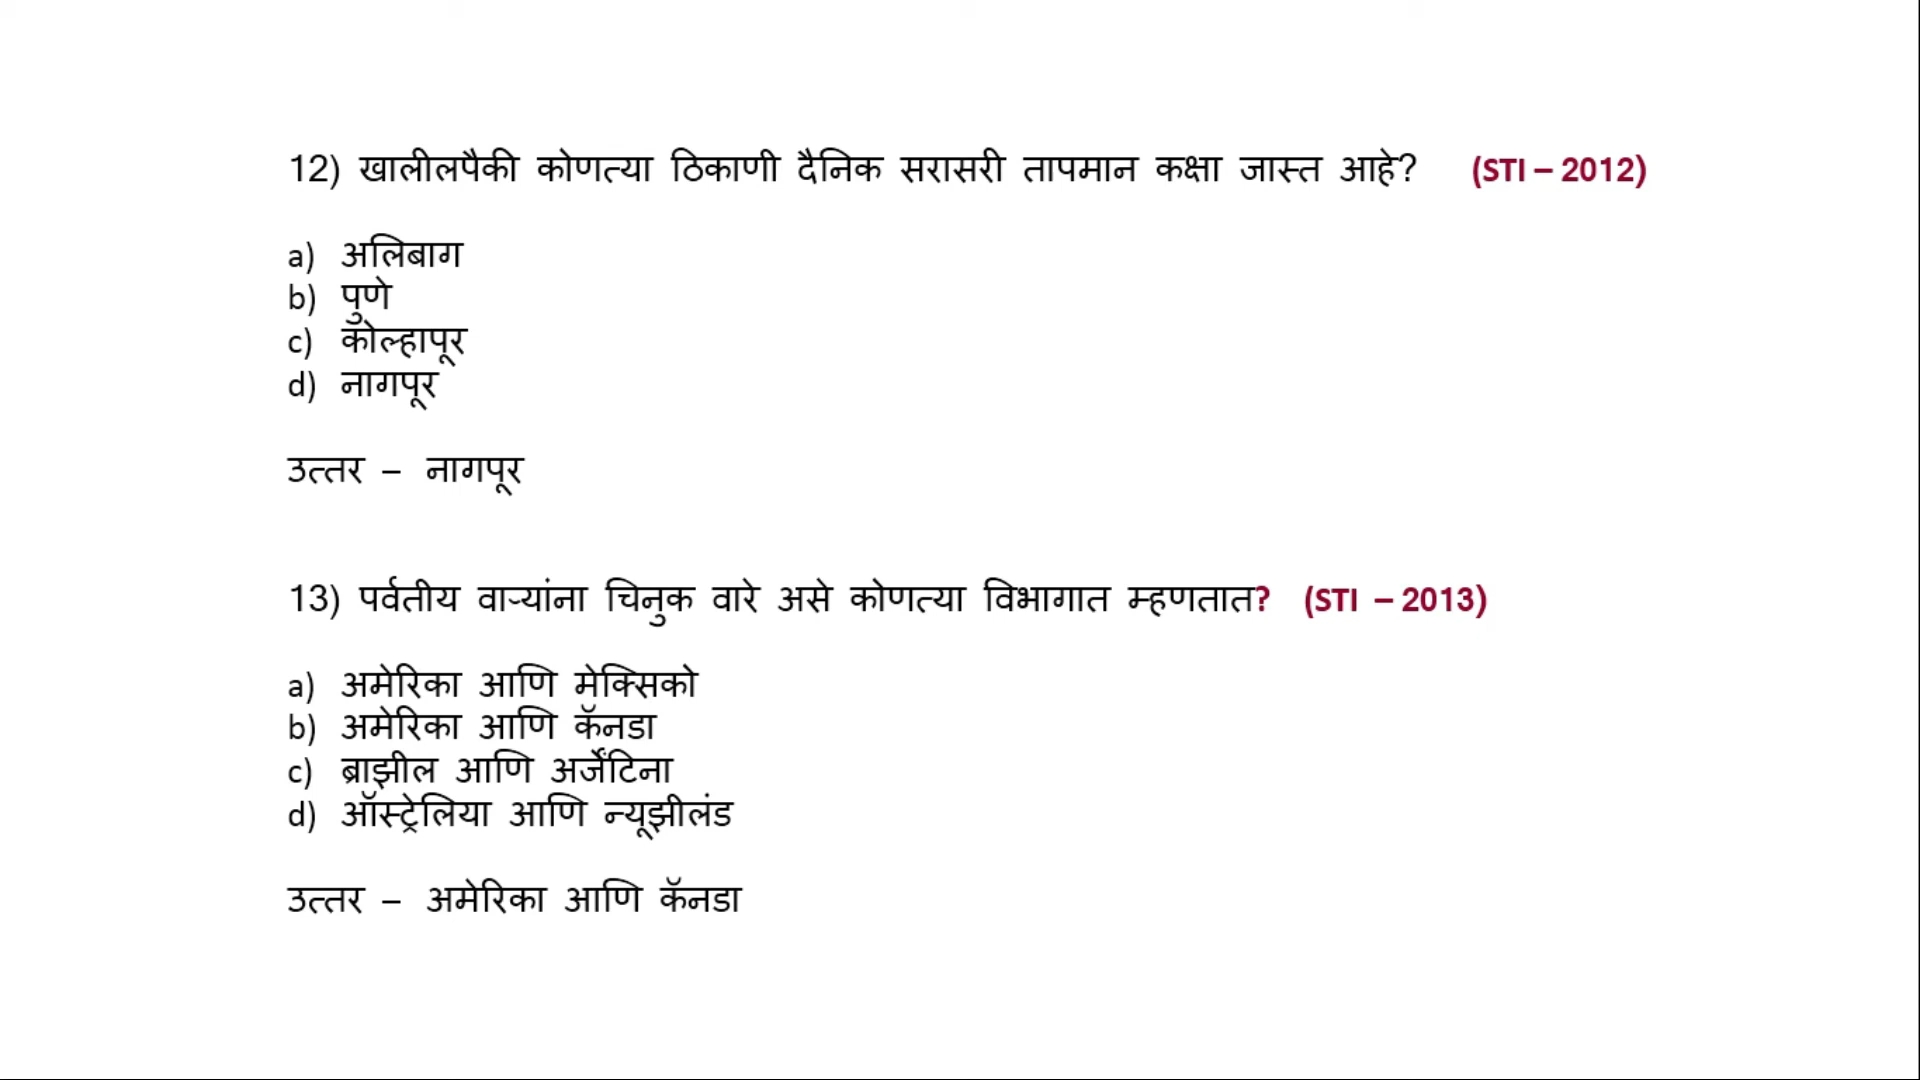 12) खालीलपैकी कोणत्या ठिकाणी दैनिक सरासरी तापमान कक्षा जास्त आहे? (STI – 2012)
a) अलिबाग
b) पुणे
c) कोल्हापूर
d) नागपूर
उत्तर – नागपूर
13) पर्वतीय वाऱ्यांना चिनुक वारे असे कोणत्या विभागात म्हणतात? (STI – 2013)
a) अमेरिका आणि मेक्सिको
b) अमेरिका आणि कॅनडा
c) ब्राझील आणि अर्जेंटिना
d) ऑस्ट्रेलिया आणि न्यूझीलंड
उत्तर – अमेरिका आणि कॅनडा